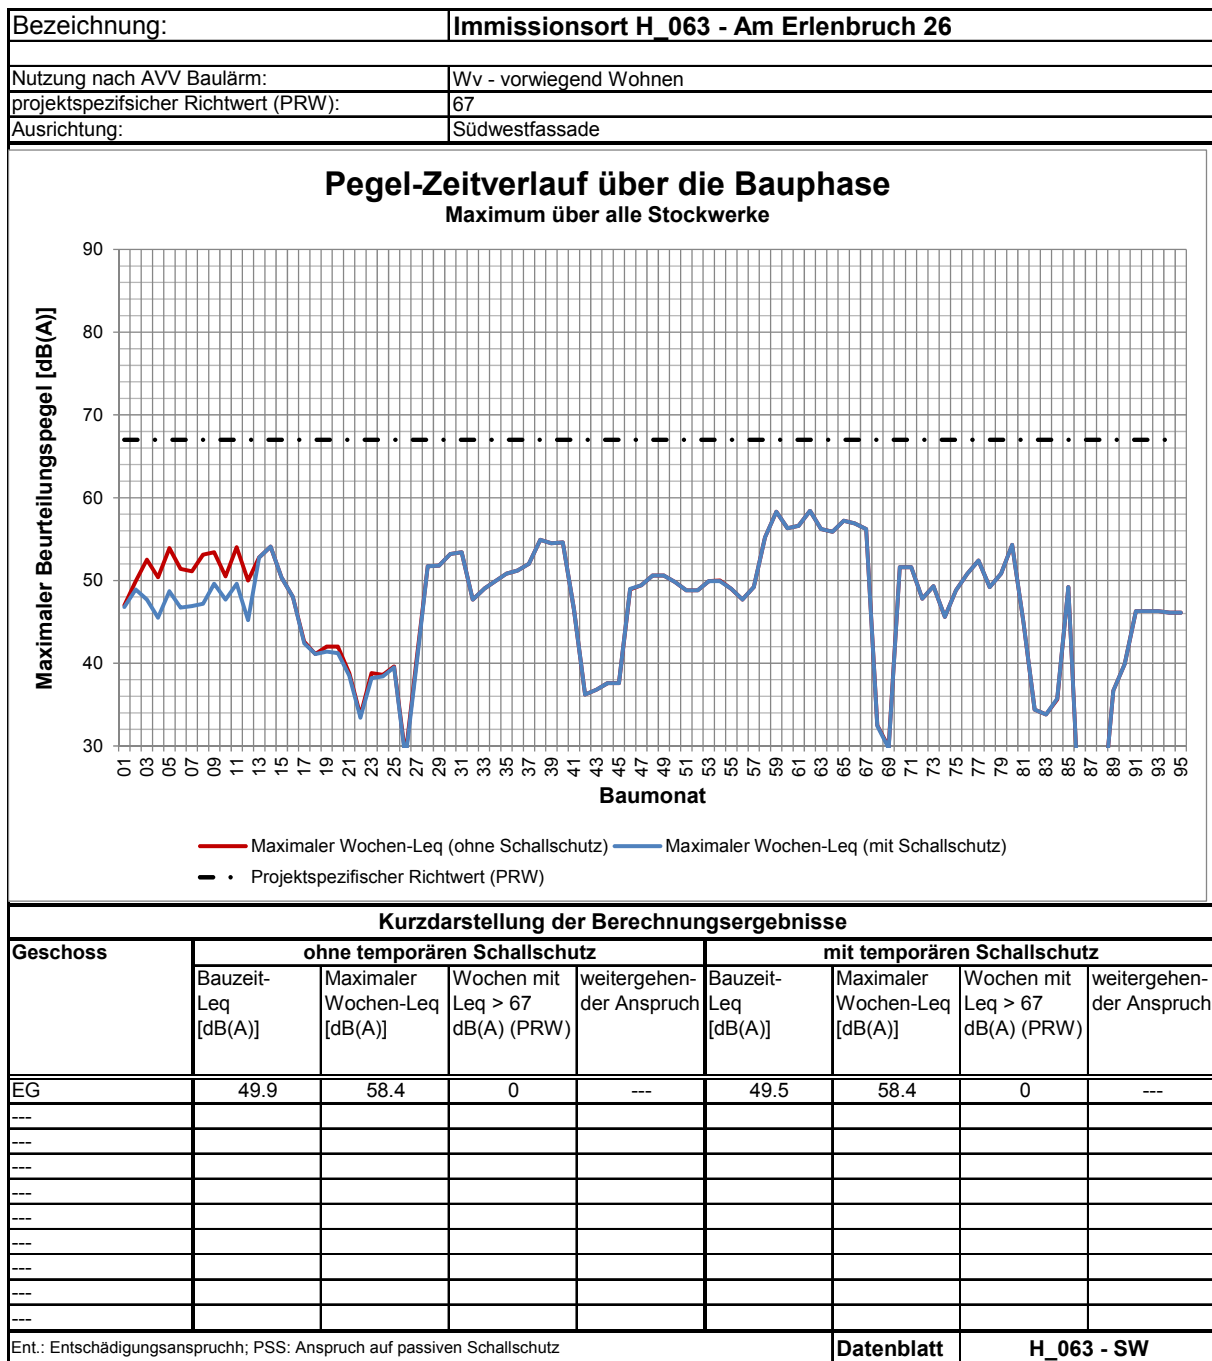 Bezeichnung: Immissionsort H_063 - Am Erlenbruch 26
Nutzung nach AVV Baulärm: Wv - vorwiegend Wohnen
projektspezifsicher Richtwert (PRW): 67
Ausrichtung: Südwestfassade
Pegel-Zeitverlauf über die Bauphase
Maximum über alle Stockwerke
Maximaler Beurteilungspegel [dB(A)]
90
80
70
60
50
40
30
01 03 05 07 09 11 13 15 17 19 21 23 25 27 29 31 33 35 37 39 41 43 45 47 49 51 53 55 57 59 61 63 65 67 69 71 73 75 77 79 81 83 85 87 89 91 93 95
Baumonat
Maximaler Wochen-Leq (ohne Schallschutz) Maximaler Wochen-Leq (mit Schallschutz)
Projektspezifischer Richtwert (PRW)
Kurzdarstellung der Berechnungsergebnisse
Geschoss ohne temporären Schallschutz mit temporären Schallschutz
Bauzeit- Maximaler Wochen mit weitergehen- Bauzeit- Maximaler Wochen mit weitergehen-
Leq Wochen-Leq Leq > 67 der Anspruch Leq Wochen-Leq Leq > 67 der Anspruch
[dB(A)] [dB(A)] dB(A) (PRW) [dB(A)] [dB(A)] dB(A) (PRW)
EG 49.9 58.4 0 --- 49.5 58.4 0 ---
---
---
---
---
---
---
---
---
---
Ent.: Entschädigungsanspruchh; PSS: Anspruch auf passiven Schallschutz Datenblatt H_063 - SW